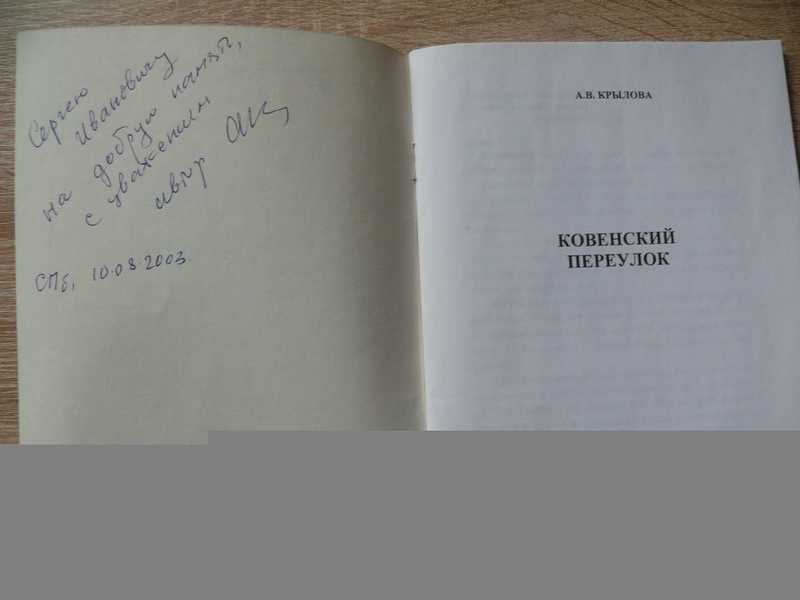 Сергею
Ивановичу
на добрую память,
с уважением
автор
СПб, 10.08.2003.
А.В. КРЫЛОВА
КОВЕНСКИЙ
ПЕРЕУЛОК